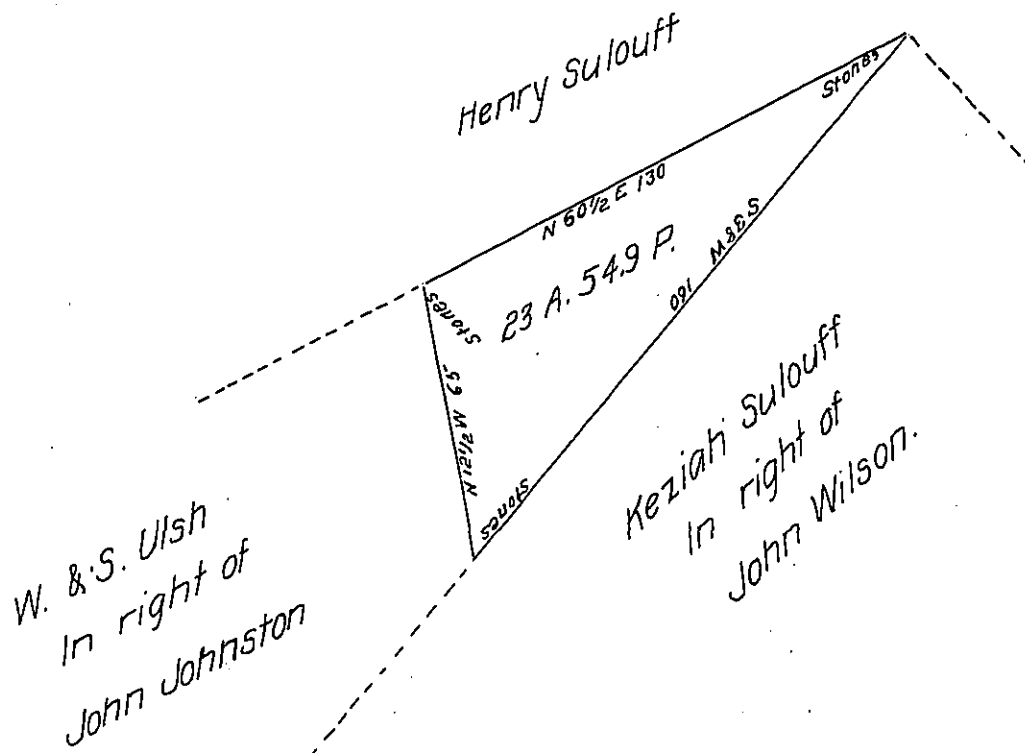 Henry Sulouff
Stones
N 60½ E 130
S 38 W 160
23 A. 54.9 P.
Stones
N 12½ W 65
Stones
Keziah Sulouff
In right of
John Wilson.
W. & S. Ulsh
In right of
John Johnston